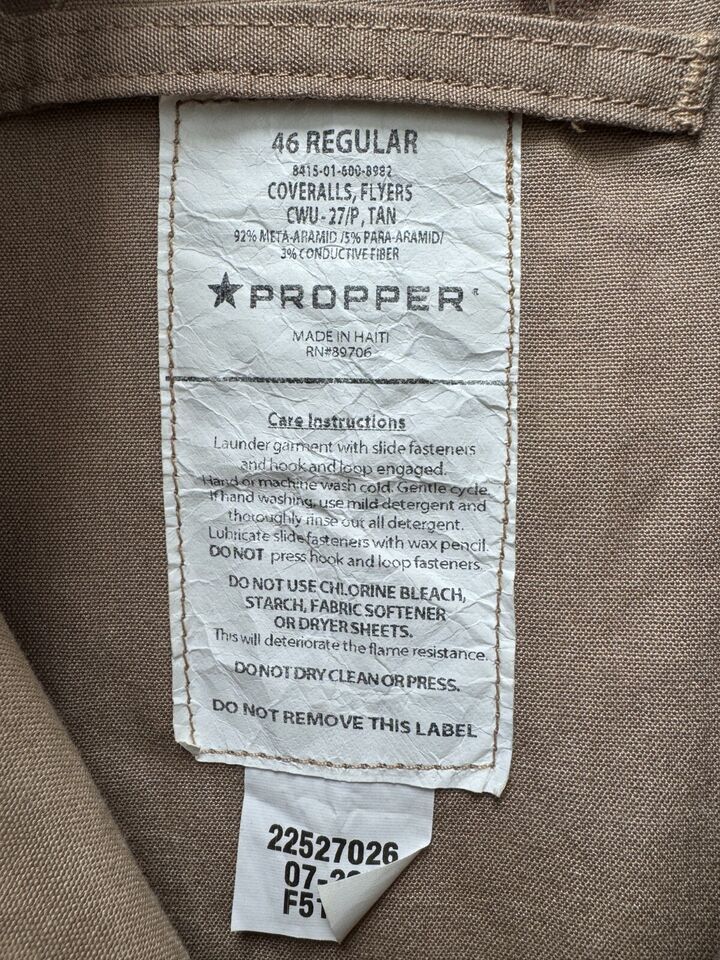 46 REGULAR
8415-01-600-8982
COVERALLS, FLYERS
CWU-27/P, TAN
92% META-ARAMID /5% PARA-ARAMID/
3% CONDUCTIVE FIBER
PROPPER
MADE IN HAITI
RN#89706
Care Instructions
Launder garment with slide fasteners
and hook and loop engaged.
Hand or machine wash cold. Gentle cycle.
If hand washing, use mild detergent and
thoroughly rinse out all detergent.
Lubricate slide fasteners with wax pencil.
DO NOT press hook and loop fasteners.
DO NOT USE CHLORINE BLEACH,
STARCH, FABRIC SOFTENER
OR DRYER SHEETS.
This will deteriorate the flame resistance.
DO NOT DRY CLEAN OR PRESS.
DO NOT REMOVE THIS LABEL
22527026
07-
F51